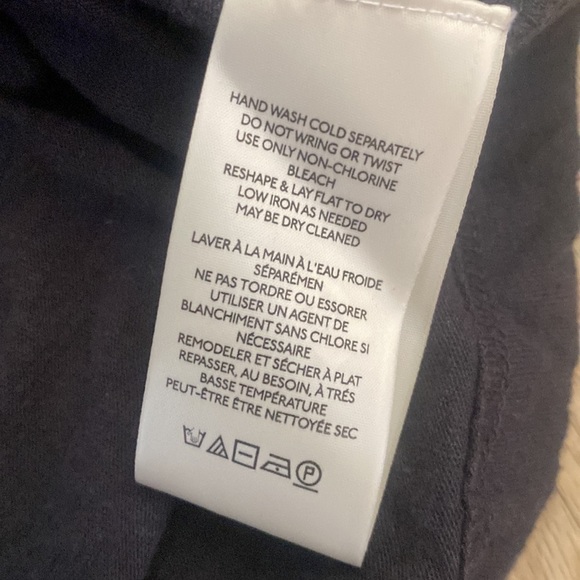 HAND WASH COLD SEPARATELY
DO NOT WRING OR TWIST
USE ONLY NON-CHLORINE
BLEACH
RESHAPE & LAY FLAT TO DRY
LOW IRON AS NEEDED
MAY BE DRY CLEANED
LAVER À LA MAIN À L'EAU FROIDE
SÉPARÉMEN
NE PAS TORDRE OU ESSORER
UTILISER UN AGENT DE
BLANCHIMENT SANS CHLORE SI
NÉCESSAIRE
REMODELER ET SÉCHER À PLAT
REPASSER, AU BESOIN, À TRÉS
BASSE TEMPÉRATURE
PEUT-ÊTRE ÊTRE NETTOYÉE SEC
P